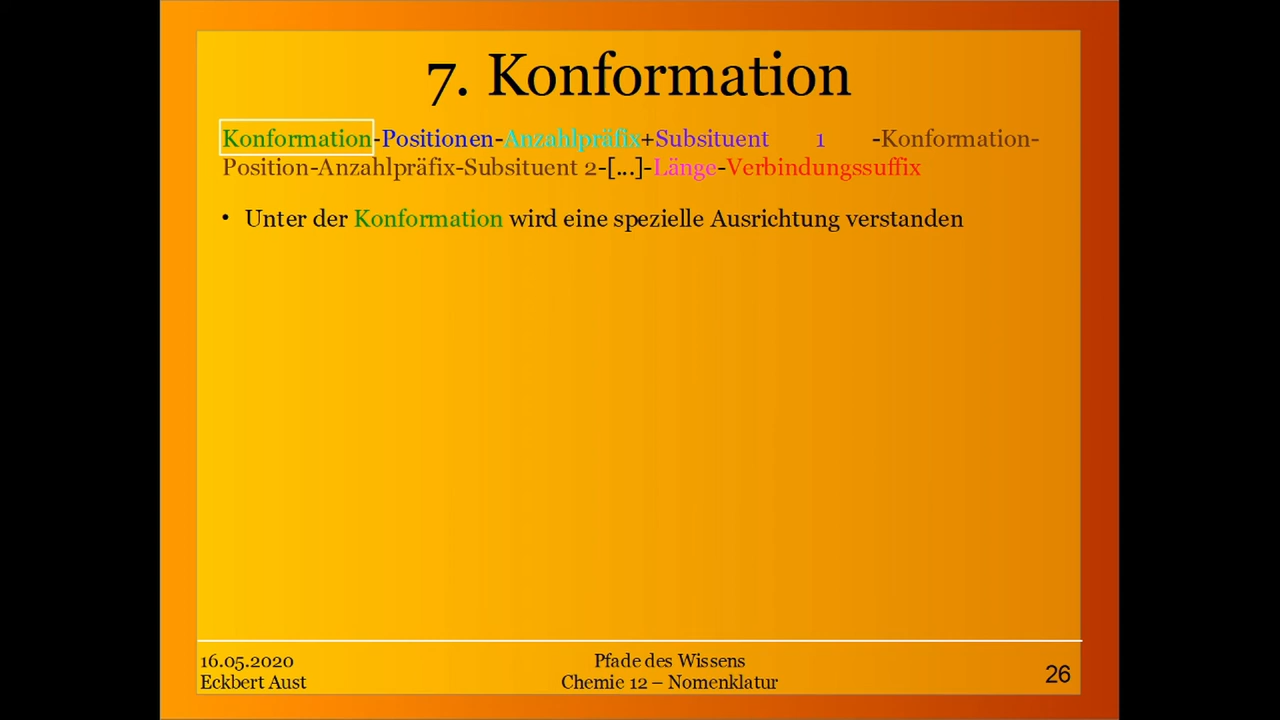 7. Konformation
Konformation-Positionen-Anzahlpräfix+Subsituent 1 -Konformation-
Position-Anzahlpräfix-Subsituent 2-[...]-Länge-Verbindungssuffix
• Unter der Konformation wird eine spezielle Ausrichtung verstanden
16.05.2020
Eckbert Aust
Pfade des Wissens
Chemie 12 – Nomenklatur
26